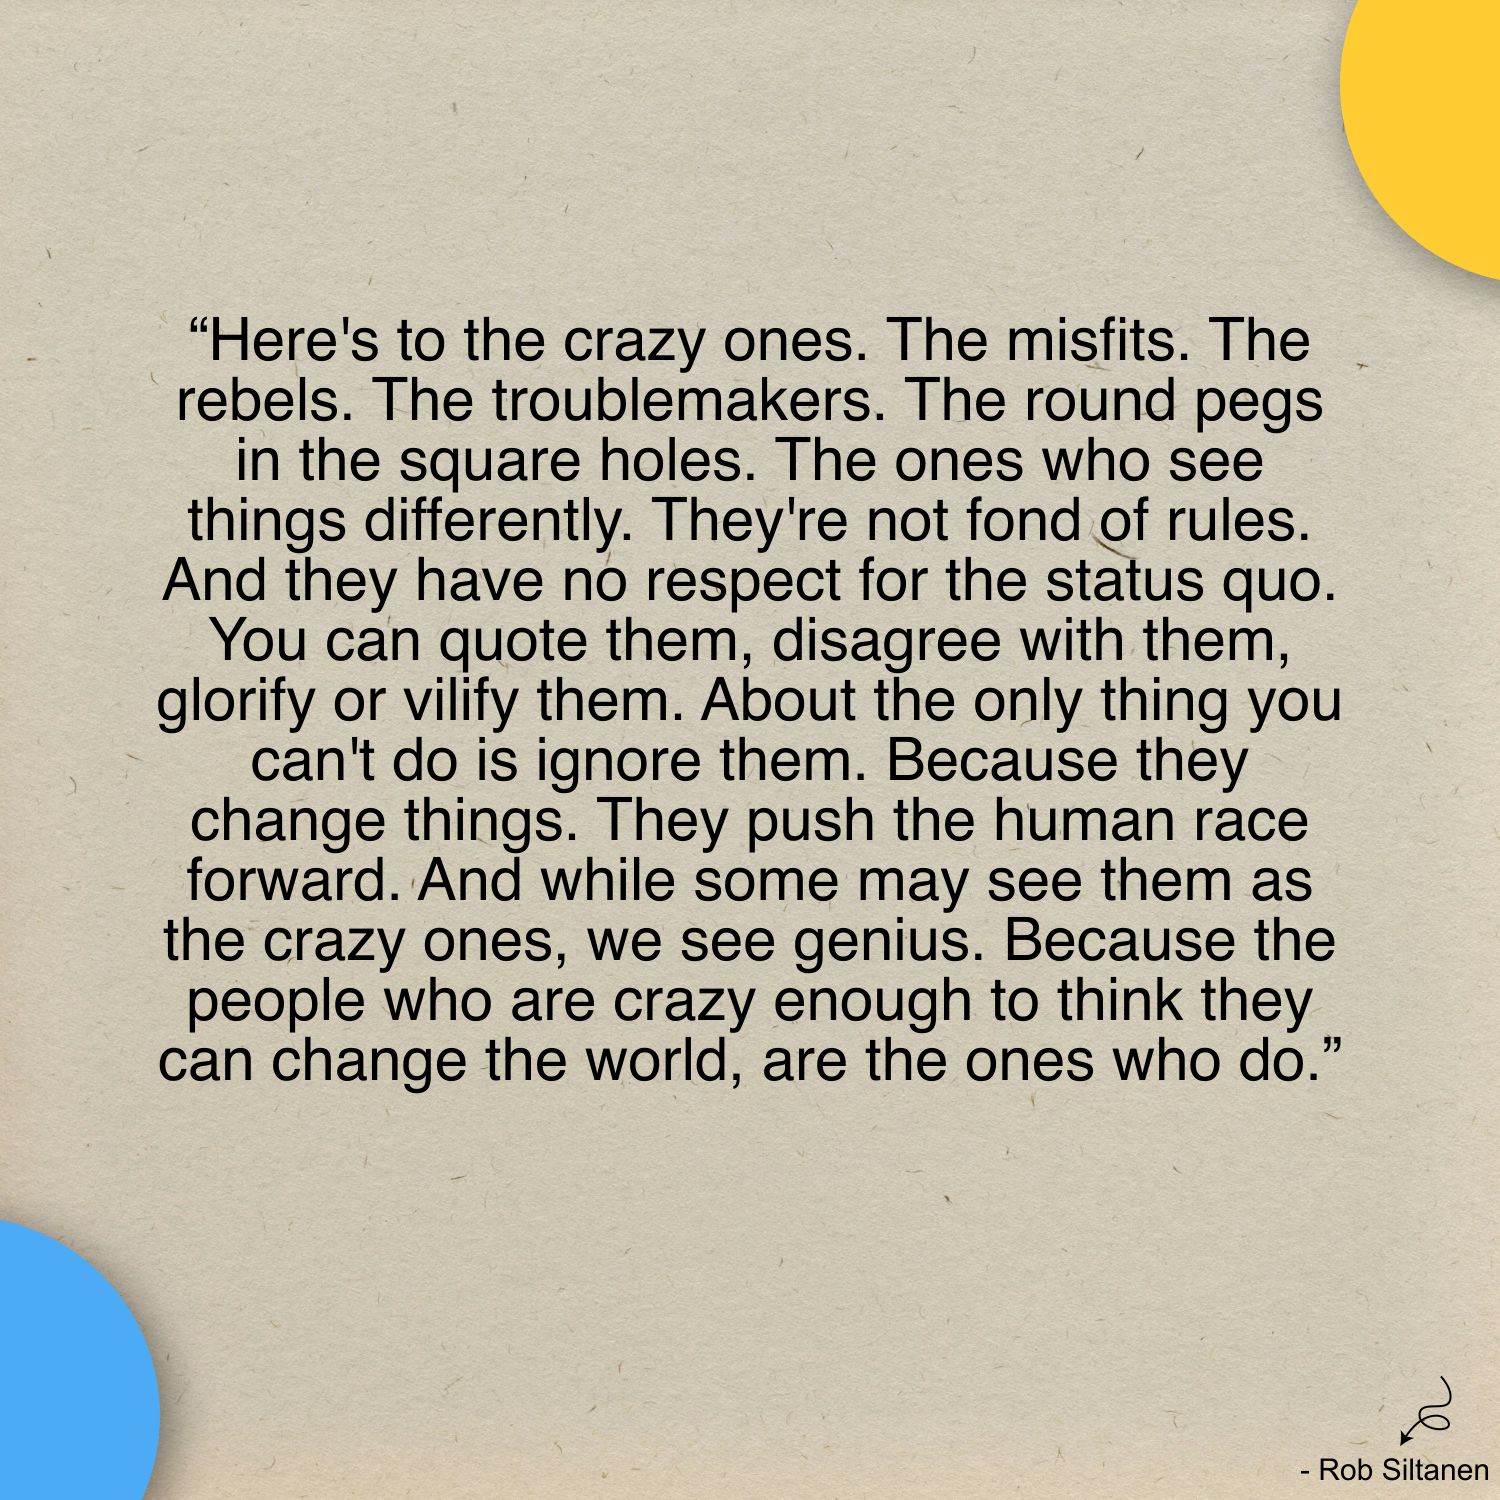 “Here's to the crazy ones. The misfits. The
rebels. The troublemakers. The round pegs
in the square holes. The ones who see
things differently. They're not fond of rules.
And they have no respect for the status quo.
You can quote them, disagree with them,
glorify or vilify them. About the only thing you
can't do is ignore them. Because they
change things. They push the human race
forward. And while some may see them as
the crazy ones, we see genius. Because the
people who are crazy enough to think they
can change the world, are the ones who do.”
- Rob Siltanen